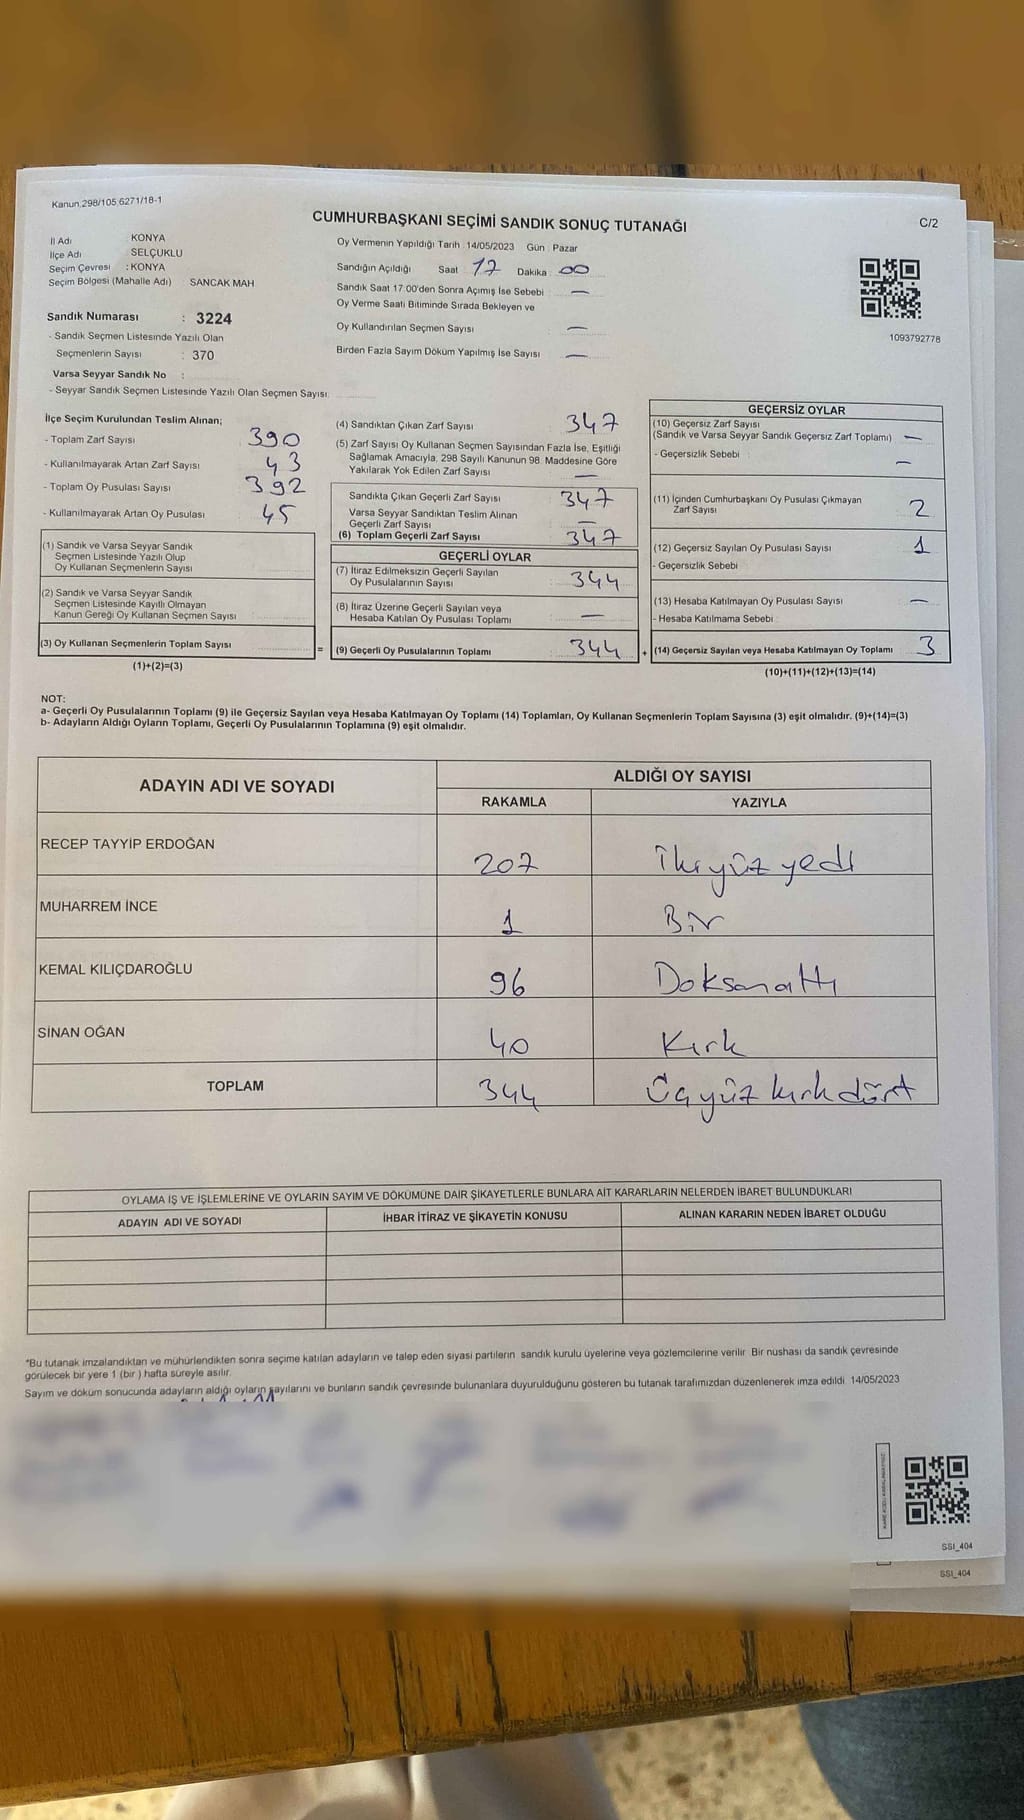 Kanun.298/105,6271/18-1
CUMHURBAŞKANI SEÇİMİ SANDIK SONUÇ TUTANAĞI
C/2
İl Adı KONYA
İlçe Adı : SELÇUKLU
Seçim Çevresi : KONYA
Seçim Bölgesi (Mahalle Adı) SANCAK MAH
Sandık Numarası : 3224
- Sandık Seçmen Listesinde Yazılı Olan
Seçmenlerin Sayısı : 370
Varsa Seyyar Sandık No :
- Seyyar Sandık Seçmen Listesinde Yazılı Olan Seçmen Sayısı:
Oy Vermenin Yapıldığı Tarih 14/05/2023 Gün : Pazar
Sandığın Açıldığı Saat 17 Dakika : 00
Sandık Saat 17:00'den Sonra Açımış İse Sebebi : —
Oy Verme Saati Bitiminde Sırada Bekleyen ve
Oy Kullandırılan Seçmen Sayısı —
Birden Fazla Sayım Döküm Yapılmış İse Sayısı —
1093792778
İlçe Seçim Kurulundan Teslim Alınan;
- Toplam Zarf Sayısı 390
- Kullanılmayarak Artan Zarf Sayısı 43
- Toplam Oy Pusulası Sayısı 392
- Kullanılmayarak Artan Oy Pusulası 45
(1) Sandık ve Varsa Seyyar Sandık
Seçmen Listesinde Yazılı Olup
Oy Kullanan Seçmenlerin Sayısı
(2) Sandık ve Varsa Seyyar Sandık
Seçmen Listesinde Kayıtlı Olmayan
Kanun Gereği Oy Kullanan Seçmen Sayısı
(3) Oy Kullanan Seçmenlerin Toplam Sayısı
(1)+(2)=(3)
(4) Sandıktan Çıkan Zarf Sayısı 347
(5) Zarf Sayısı Oy Kullanan Seçmen Sayısından Fazla İse, Eşitliği
Sağlamak Amacıyla, 298 Sayılı Kanunun 98. Maddesine Göre
Yakılarak Yok Edilen Zarf Sayısı —
Sandıkta Çıkan Geçerli Zarf Sayısı 347
Varsa Seyyar Sandıktan Teslim Alınan
Geçerli Zarf Sayısı —
(6) Toplam Geçerli Zarf Sayısı 347
GEÇERLİ OYLAR
(7) İtiraz Edilmeksizin Geçerli Sayılan
Oy Pusulalarının Sayısı 344
(8) İtiraz Üzerine Geçerli Sayılan veya
Hesaba Katılan Oy Pusulası Toplamı —
= (9) Geçerli Oy Pusulalarının Toplamı 344
GEÇERSİZ OYLAR
(10) Geçersiz Zarf Sayısı
(Sandık ve Varsa Seyyar Sandık Geçersiz Zarf Toplamı) —
- Geçersizlik Sebebi : —
(11) İçinden Cumhurbaşkanı Oy Pusulası Çıkmayan
Zarf Sayısı 2
(12) Geçersiz Sayılan Oy Pusulası Sayısı 1
- Geçersizlik Sebebi
(13) Hesaba Katılmayan Oy Pusulası Sayısı —
- Hesaba Katılmama Sebebi
+ (14) Geçersiz Sayılan veya Hesaba Katılmayan Oy Toplamı 3
(10)+(11)+(12)+(13)=(14)
NOT:
a- Geçerli Oy Pusulalarının Toplamı (9) ile Geçersiz Sayılan veya Hesaba Katılmayan Oy Toplamı (14) Toplamları, Oy Kullanan Seçmenlerin Toplam Sayısına (3) eşit olmalıdır. (9)+(14)=(3)
b- Adayların Aldığı Oyların Toplamı, Geçerli Oy Pusulalarının Toplamına (9) eşit olmalıdır.
ADAYIN ADI VE SOYADI ALDIĞI OY SAYISI
RAKAMLA YAZIYLA
RECEP TAYYİP ERDOĞAN 207 İkiyüz yedi
MUHARREM İNCE 1 Bir
KEMAL KILIÇDAROĞLU 96 Doksanaltı
SİNAN OĞAN 40 Kırk
TOPLAM 344 Üçyüz kırk dört
OYLAMA İŞ VE İŞLEMLERİNE VE OYLARIN SAYIM VE DÖKÜMÜNE DAİR ŞİKAYETLERLE BUNLARA AİT KARARLARIN NELERDEN İBARET BULUNDUKLARI
ADAYIN ADI VE SOYADI İHBAR İTİRAZ VE ŞİKAYETİN KONUSU ALINAN KARARIN NEDEN İBARET OLDUĞU
*Bu tutanak imzalandıktan ve mühürlendikten sonra seçime katılan adayların ve talep eden siyasi partilerin sandık kurulu üyelerine veya gözlemcilerine verilir. Bir nushası da sandık çevresinde
görülecek bir yere 1 (bir ) hafta süreyle asılır.
Sayım ve döküm sonucunda adayların aldığı oyların sayılarını ve bunların sandık çevresinde bulunanlara duyurulduğunu gösteren bu tutanak tarafımızdan düzenlenerek imza edildi. 14/05/2023
SSI_404
SSI_404